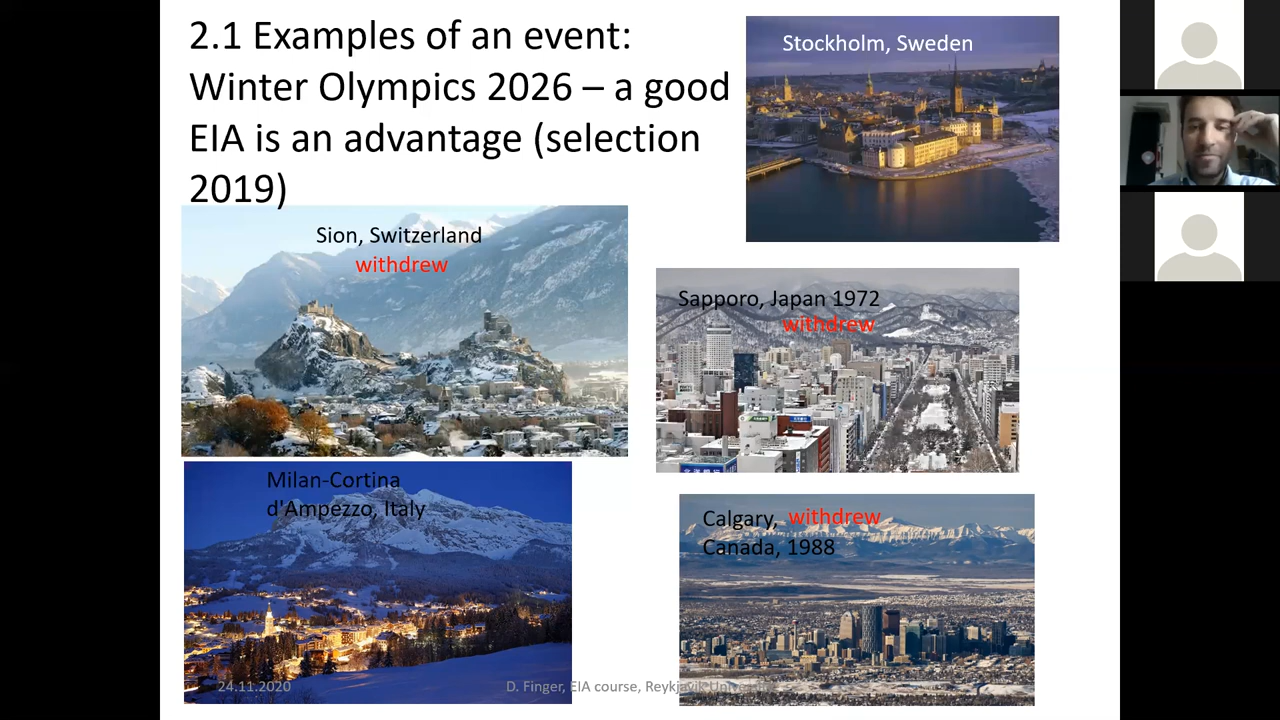 2.1 Examples of an event:
Winter Olympics 2026 – a good
EIA is an advantage (selection
2019)
Stockholm, Sweden
Sion, Switzerland
withdrew
Sapporo, Japan 1972
withdrew
Milan-Cortina
d'Ampezzo, Italy
Calgary, withdrew
Canada, 1988
24.11.2020
D. Finger, EIA course, Reykjavik